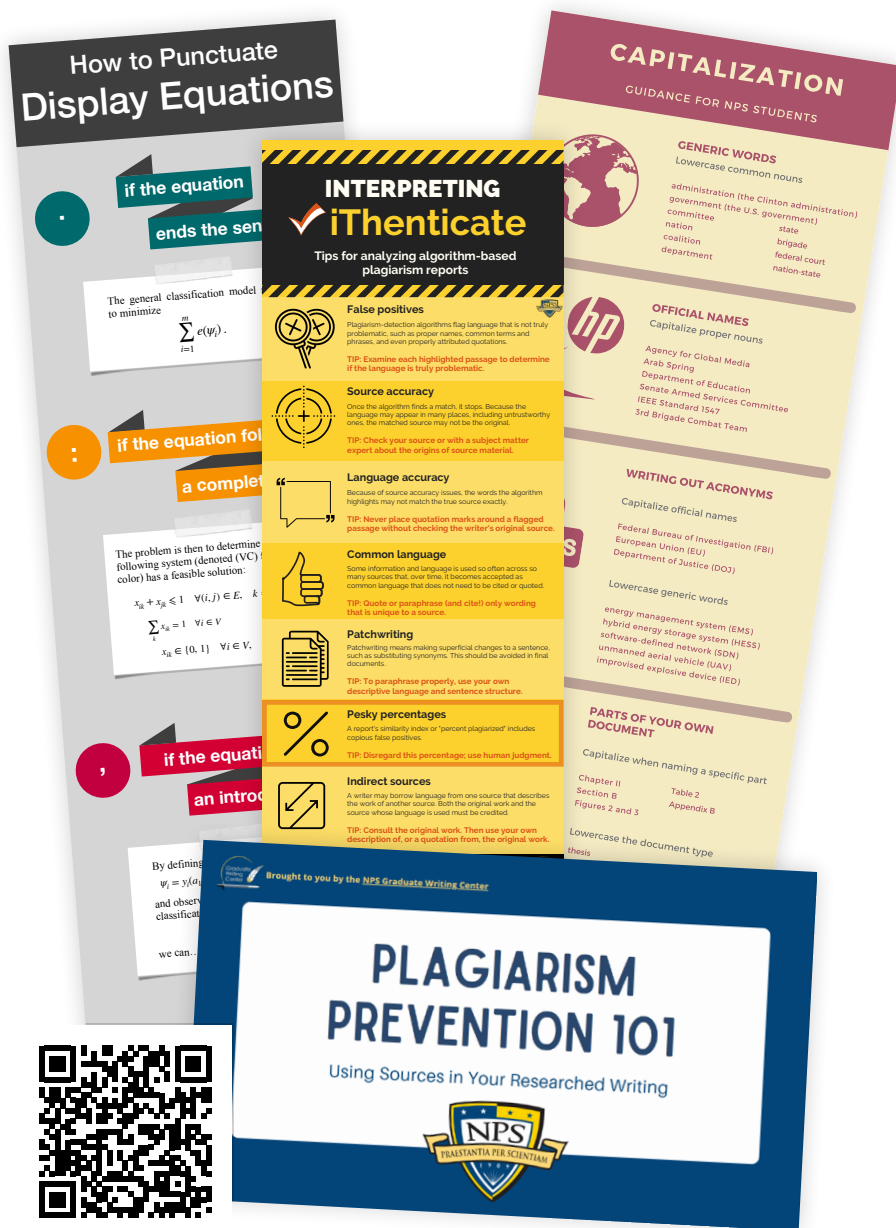 How to Punctuate
Display Equations
.
if the equation
ends the sen
The general classification model
to minimize
m
∑ e(ψᵢ) .
i=1
:
if the equation fol
a complet
The problem is then to determine
following system (denoted (VC)
color) has a feasible solution:
xᵢₖ + xⱼₖ ⩽ 1 ∀(i, j) ∈ E, k
∑ xᵢₖ = 1 ∀i ∈ V
k
xᵢₖ ∈ {0, 1} ∀i ∈ V,
,
if the equati
an introc
By defining
ψᵢ = yᵢ(a
and observ
classificat
we can…
INTERPRETING
iThenticate
Tips for analyzing algorithm-based
plagiarism reports
False positives
Plagiarism-detection algorithms flag language that is not truly
problematic, such as proper names, common terms and
phrases, and even properly attributed quotations.
TIP: Examine each highlighted passage to determine
if the language is truly problematic.
Source accuracy
Once the algorithm finds a match, it stops. Because the
language may appear in many places, including untrustworthy
ones, the matched source may not be the original.
TIP: Check your source or with a subject matter
expert about the origins of source material.
Language accuracy
Because of source accuracy issues, the words the algorithm
highlights may not match the true source exactly.
TIP: Never place quotation marks around a flagged
passage without checking the writer's original source.
Common language
Some information and language is used so often across so
many sources that, over time, it becomes accepted as
common language that does not need to be cited or quoted.
TIP: Quote or paraphrase (and cite!) only wording
that is unique to a source.
Patchwriting
Patchwriting means making superficial changes to a sentence,
such as substituting synonyms. This should be avoided in final
documents.
TIP: To paraphrase properly, use your own
descriptive language and sentence structure.
Pesky percentages
A report's similarity index or "percent plagiarized" includes
copious false positives.
TIP: Disregard this percentage; use human judgment.
Indirect sources
A writer may borrow language from one source that describes
the work of another source. Both the original work and the
source whose language is used must be credited.
TIP: Consult the original work. Then use your own
description of, or a quotation from, the original work.
CAPITALIZATION
GUIDANCE FOR NPS STUDENTS
GENERIC WORDS
Lowercase common nouns
administration (the Clinton administration)
government (the U.S. government)
committee
nation
coalition
department
state
brigade
federal court
nation-state
hp
OFFICIAL NAMES
Capitalize proper nouns
Agency for Global Media
Arab Spring
Department of Education
Senate Armed Services Committee
IEEE Standard 1547
3rd Brigade Combat Team
S
WRITING OUT ACRONYMS
Capitalize official names
Federal Bureau of Investigation (FBI)
European Union (EU)
Department of Justice (DOJ)
Lowercase generic words
energy management system (EMS)
hybrid energy storage system (HESS)
software-defined network (SDN)
unmanned aerial vehicle (UAV)
improvised explosive device (IED)
PARTS OF YOUR OWN
DOCUMENT
Capitalize when naming a specific part
Chapter II
Section B
Figures 2 and 3
Table 2
Appendix B
Lowercase the document type
thesis
Graduate
Writing
Center
Brought to you by the NPS Graduate Writing Center
PLAGIARISM
PREVENTION 101
Using Sources in Your Researched Writing
NPS
PRAESTANTIA PER SCIENTIAM
1909